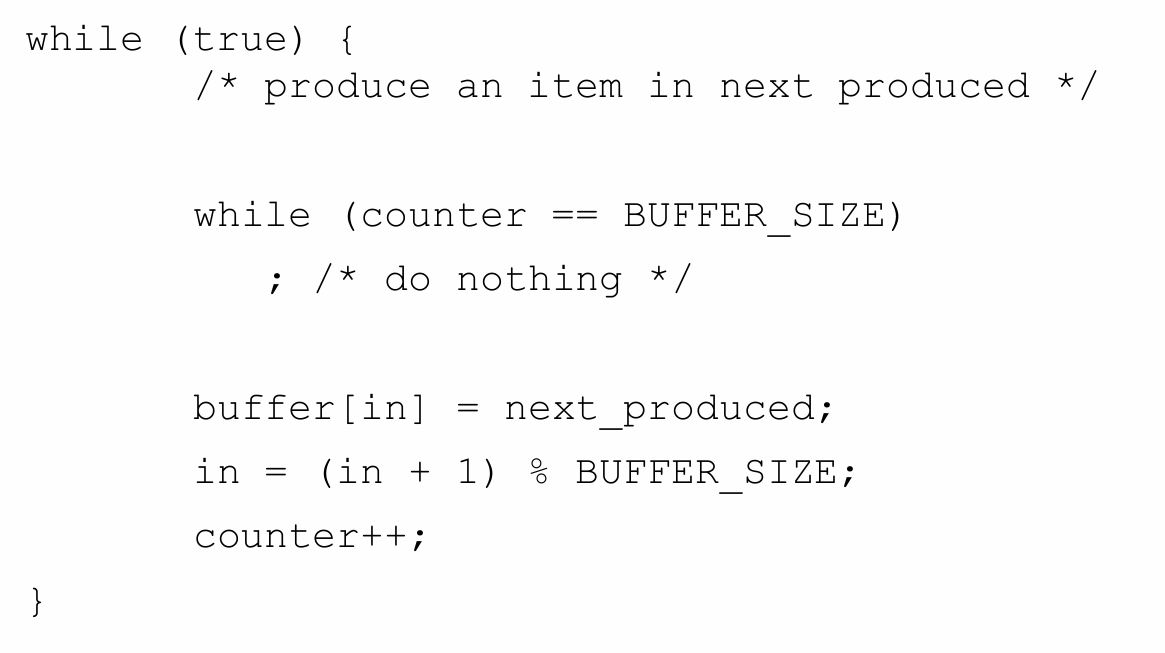 while (true) {
/* produce an item in next produced */
while (counter == BUFFER_SIZE)
; /* do nothing */
buffer[in] = next_produced;
in = (in + 1) % BUFFER_SIZE;
counter++;
}